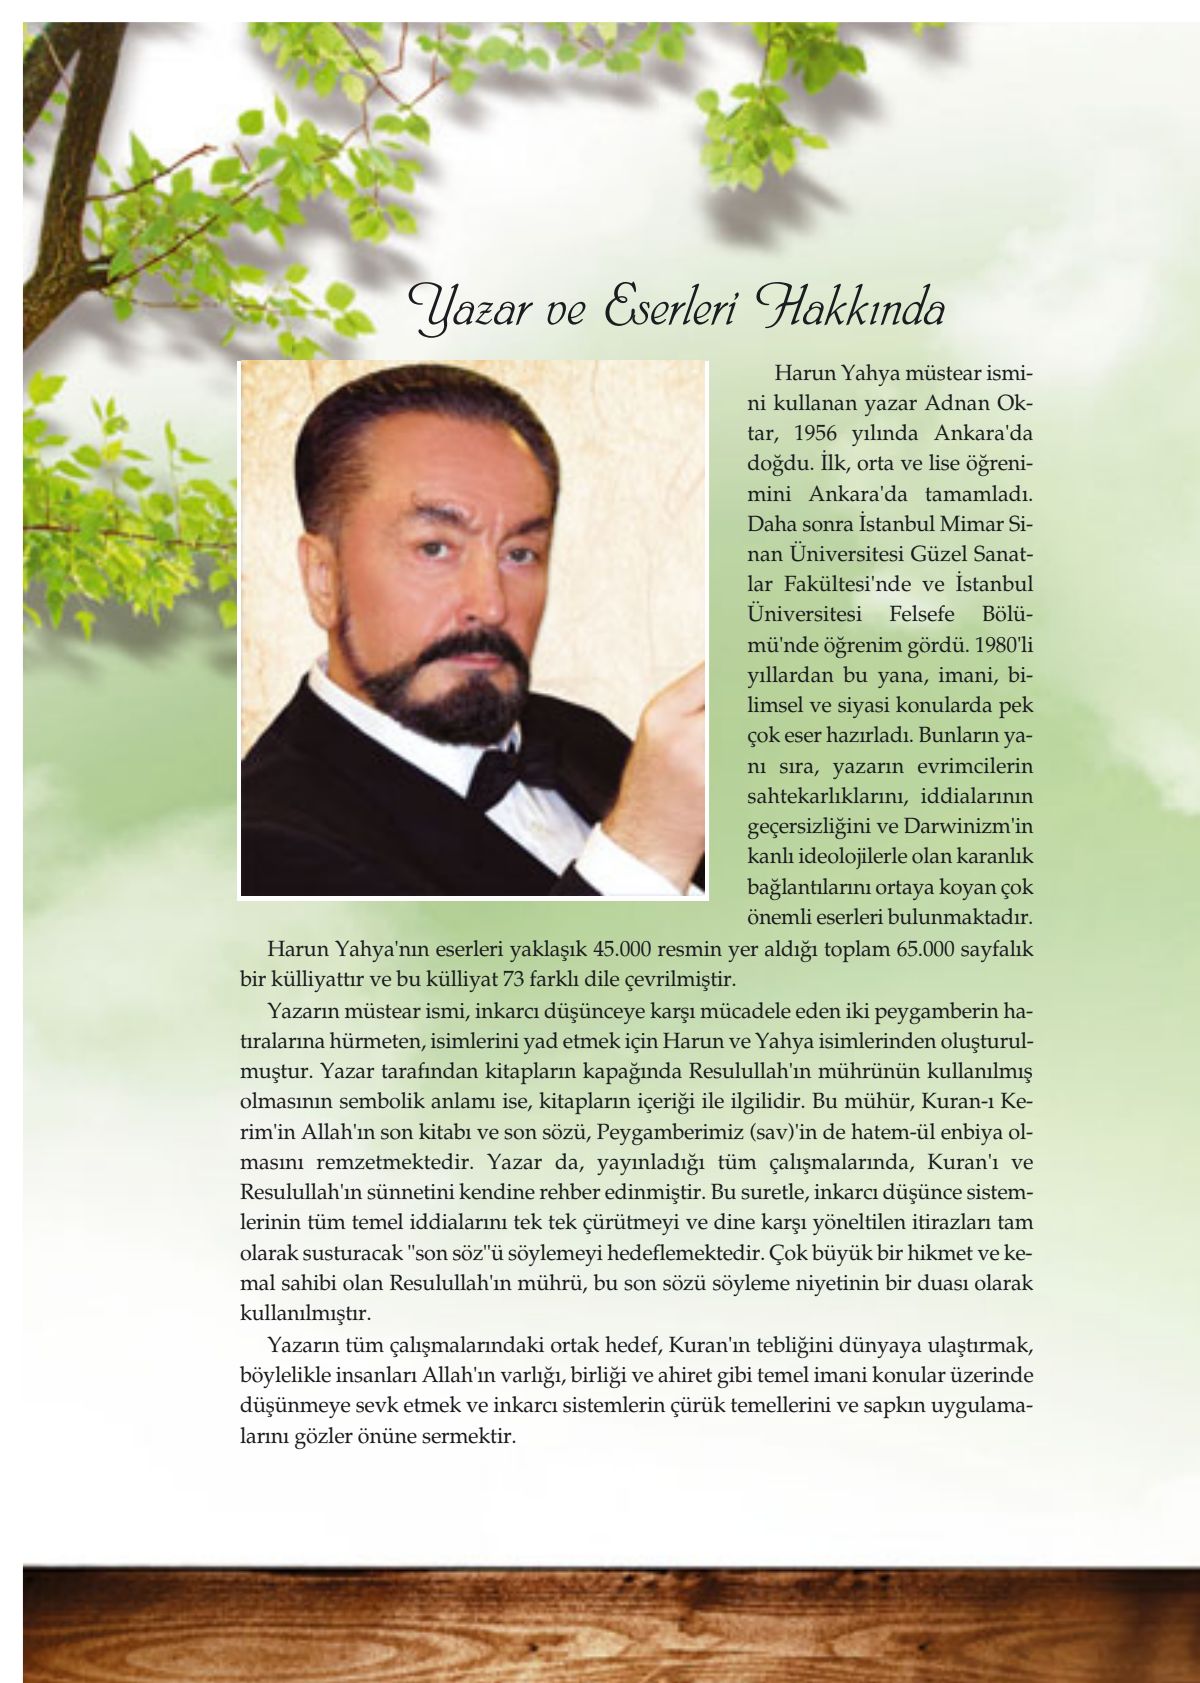 Yazar ve Eserleri Hakkında
Harun Yahya müstear ismi-
ni kullanan yazar Adnan Ok-
tar, 1956 yılında Ankara'da
doğdu. İlk, orta ve lise öğreni-
mini Ankara'da tamamladı.
Daha sonra İstanbul Mimar Si-
nan Üniversitesi Güzel Sanat-
lar Fakültesi'nde ve İstanbul
Üniversitesi Felsefe Bölü-
mü'nde öğrenim gördü. 1980'li
yıllardan bu yana, imani, bi-
limsel ve siyasi konularda pek
çok eser hazırladı. Bunların ya-
nı sıra, yazarın evrimcilerin
sahtekarlıklarını, iddialarının
geçersizliğini ve Darwinizm'in
kanlı ideolojilerle olan karanlık
bağlantılarını ortaya koyan çok
önemli eserleri bulunmaktadır.
Harun Yahya'nın eserleri yaklaşık 45.000 resmin yer aldığı toplam 65.000 sayfalık
bir külliyattır ve bu külliyat 73 farklı dile çevrilmiştir.
Yazarın müstear ismi, inkarcı düşünceye karşı mücadele eden iki peygamberin ha-
tıralarına hürmeten, isimlerini yad etmek için Harun ve Yahya isimlerinden oluşturul-
muştur. Yazar tarafından kitapların kapağında Resulullah'ın mührünün kullanılmış
olmasının sembolik anlamı ise, kitapların içeriği ile ilgilidir. Bu mühür, Kuran-ı Ke-
rim'in Allah'ın son kitabı ve son sözü, Peygamberimiz (sav)'in de hatem-ül enbiya ol-
masını remzetmektedir. Yazar da, yayınladığı tüm çalışmalarında, Kuran'ı ve
Resulullah'ın sünnetini kendine rehber edinmiştir. Bu suretle, inkarcı düşünce sistem-
lerinin tüm temel iddialarını tek tek çürütmeyi ve dine karşı yöneltilen itirazları tam
olarak susturacak "son söz"ü söylemeyi hedeflemektedir. Çok büyük bir hikmet ve ke-
mal sahibi olan Resulullah'ın mührü, bu son sözü söyleme niyetinin bir duası olarak
kullanılmıştır.
Yazarın tüm çalışmalarındaki ortak hedef, Kuran'ın tebliğini dünyaya ulaştırmak,
böylelikle insanları Allah'ın varlığı, birliği ve ahiret gibi temel imani konular üzerinde
düşünmeye sevk etmek ve inkarcı sistemlerin çürük temellerini ve sapkın uygulama-
larını gözler önüne sermektir.